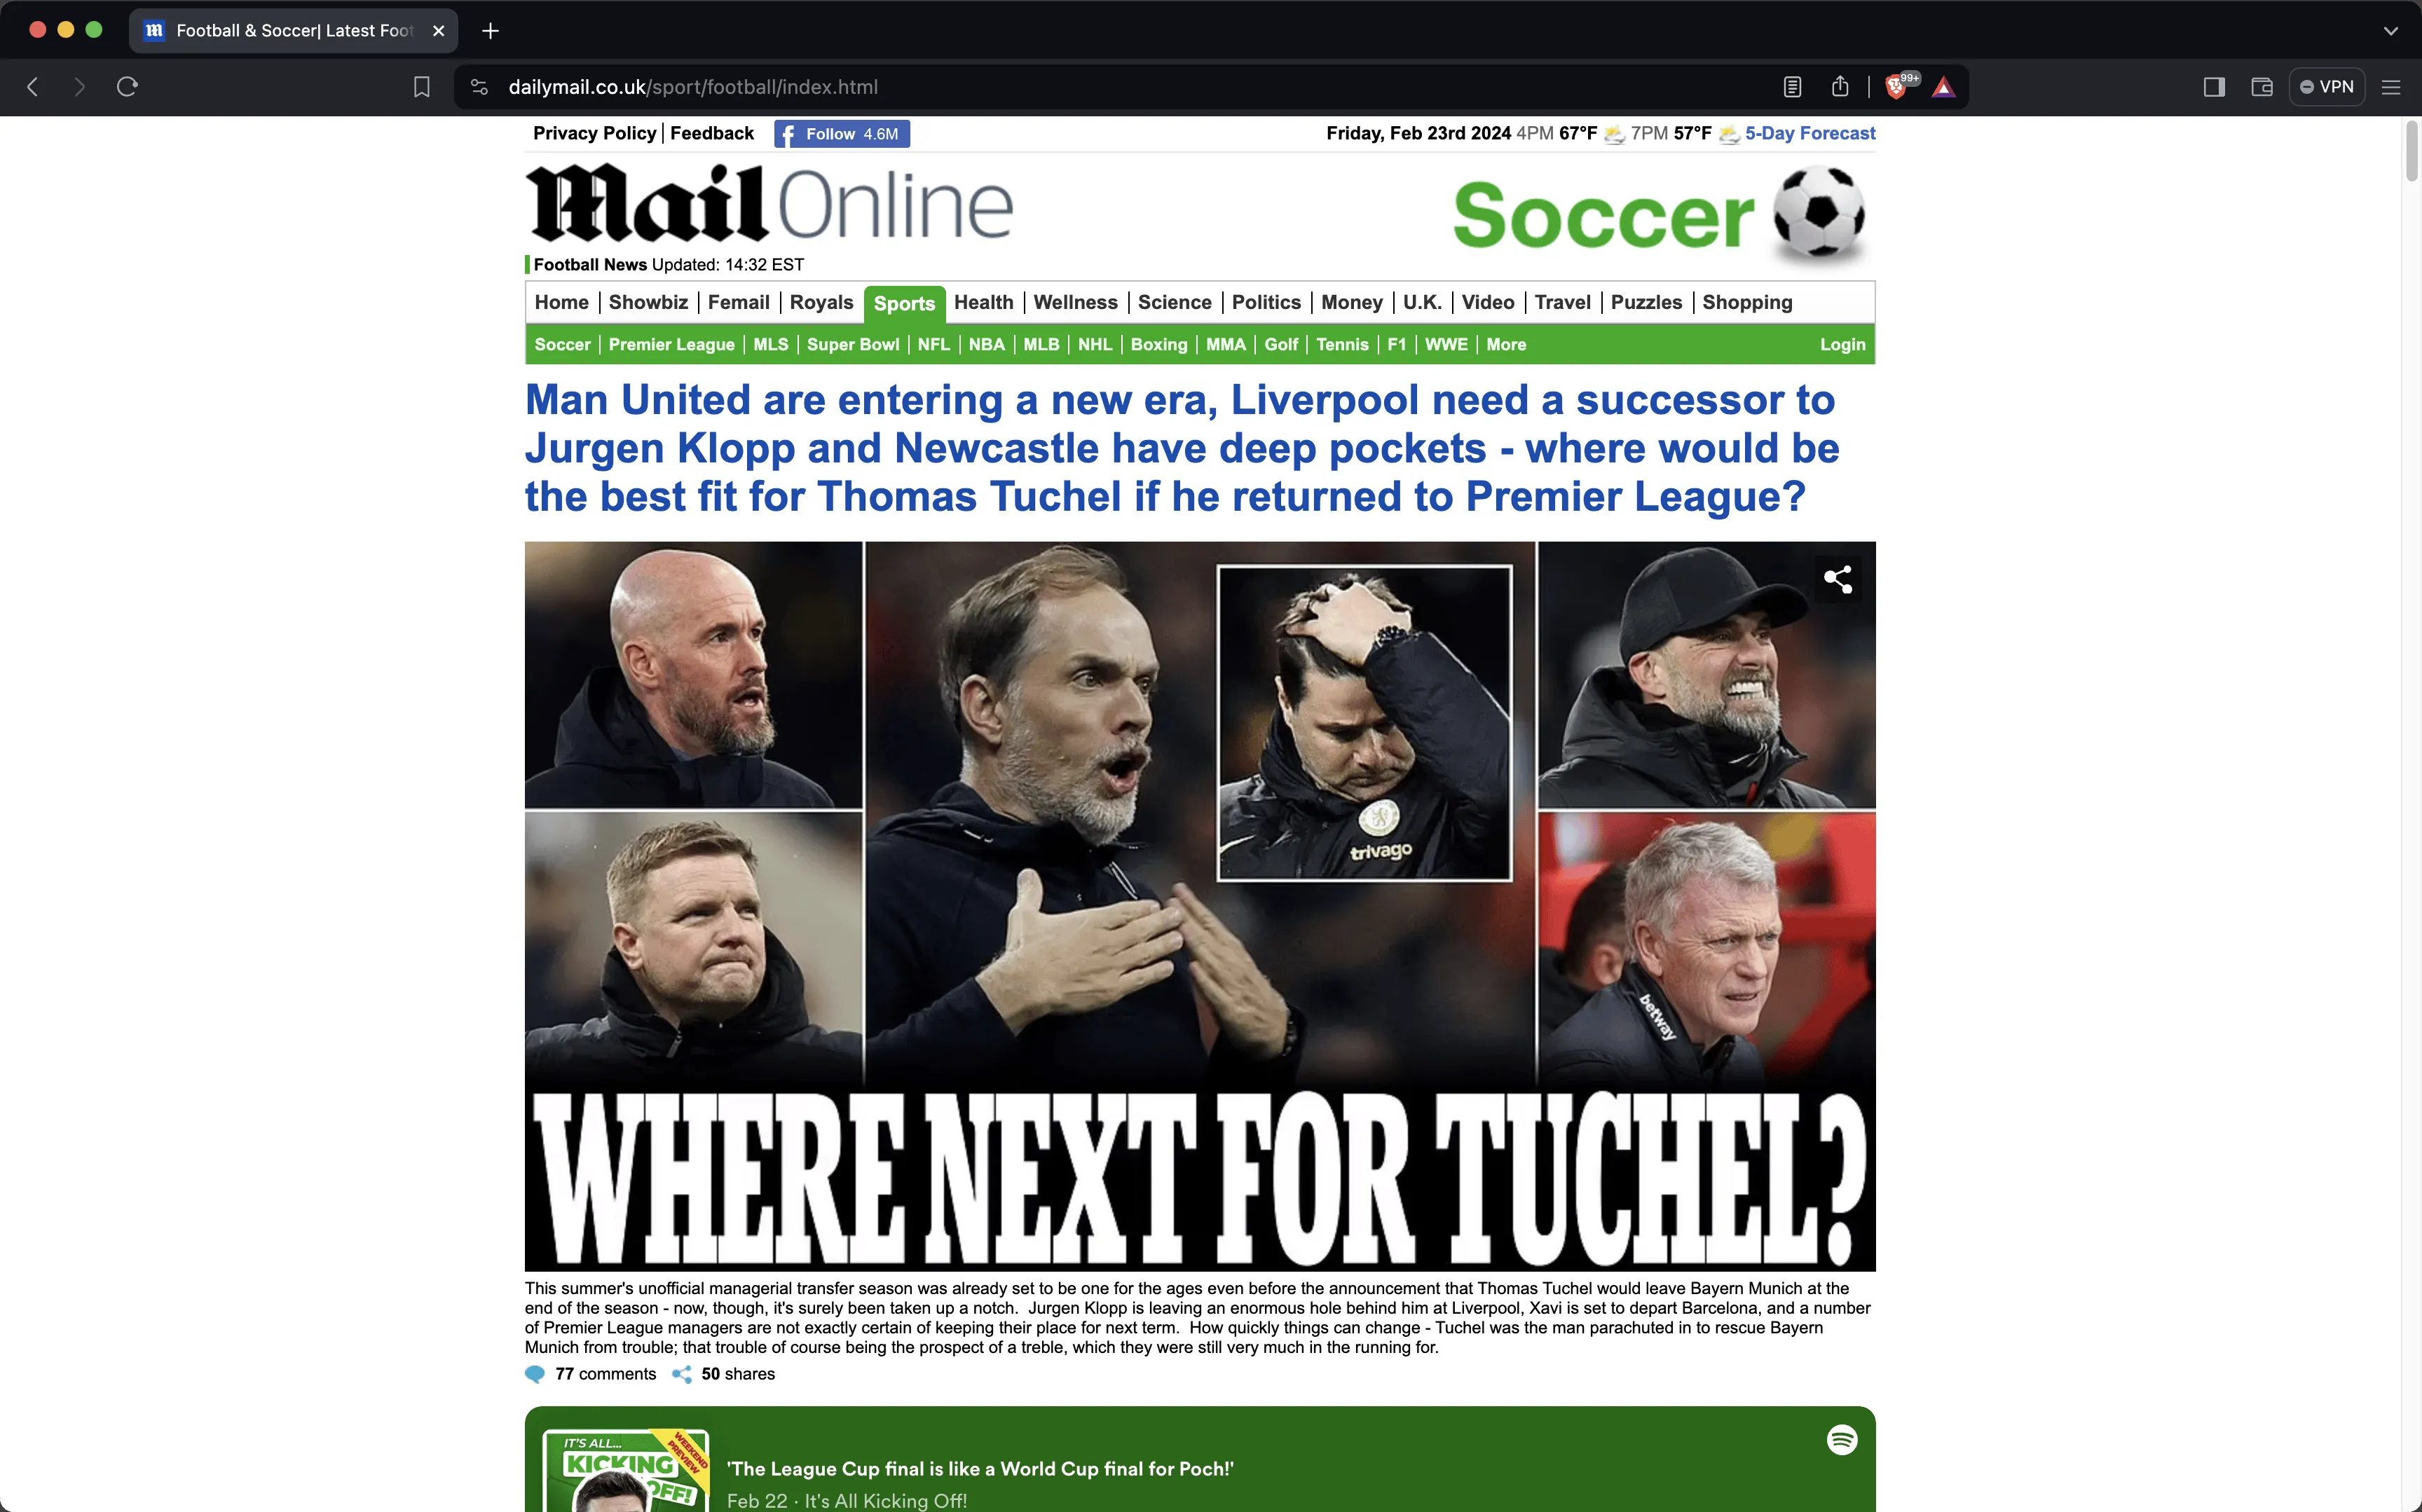 Football & Soccer| Latest Foot
dailymail.co.uk/sport/football/index.html
99+
VPN
Privacy Policy | Feedback
Follow 4.6M
Friday, Feb 23rd 2024 4PM 67°F 7PM 57°F 5-Day Forecast
Mail Online
Soccer
Football News Updated: 14:32 EST
Home | Showbiz | Femail | Royals Sports Health | Wellness | Science | Politics | Money | U.K. | Video | Travel | Puzzles | Shopping
Soccer | Premier League | MLS | Super Bowl | NFL | NBA | MLB | NHL | Boxing | MMA | Golf | Tennis | F1 | WWE | More
Login
Man United are entering a new era, Liverpool need a successor to
Jurgen Klopp and Newcastle have deep pockets - where would be
the best fit for Thomas Tuchel if he returned to Premier League?
trivago
betway
WHERE NEXT FOR TUCHEL?
This summer's unofficial managerial transfer season was already set to be one for the ages even before the announcement that Thomas Tuchel would leave Bayern Munich at the
end of the season - now, though, it's surely been taken up a notch. Jurgen Klopp is leaving an enormous hole behind him at Liverpool, Xavi is set to depart Barcelona, and a number
of Premier League managers are not exactly certain of keeping their place for next term. How quickly things can change - Tuchel was the man parachuted in to rescue Bayern
Munich from trouble; that trouble of course being the prospect of a treble, which they were still very much in the running for.
77 comments 50 shares
IT'S ALL...
KICKING
OFF!
WEEKEND
PREVIEW
'The League Cup final is like a World Cup final for Poch!'
Feb 22 · It's All Kicking Off!